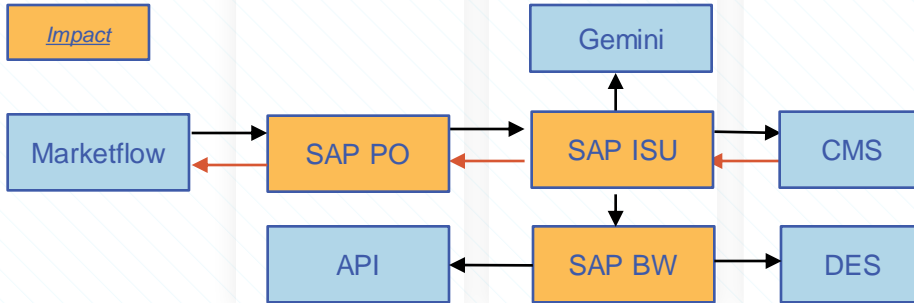 Impact
Gemini
Marketflow
SAP PO
SAP ISU
CMS
API
SAP BW
DES